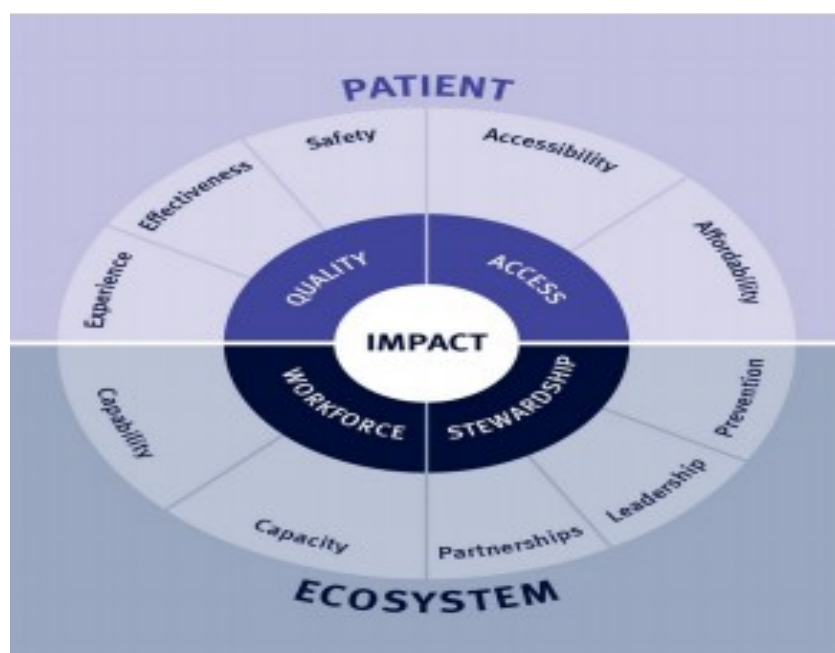 PATIENT
Safety
Accessibility
Effectiveness
Affordability
Experience
QUALITY
ACCESS
IMPACT
WORKFORCE
STEWARDSHIP
Capability
Prevention
Leadership
Capacity
Partnerships
ECOSYSTEM